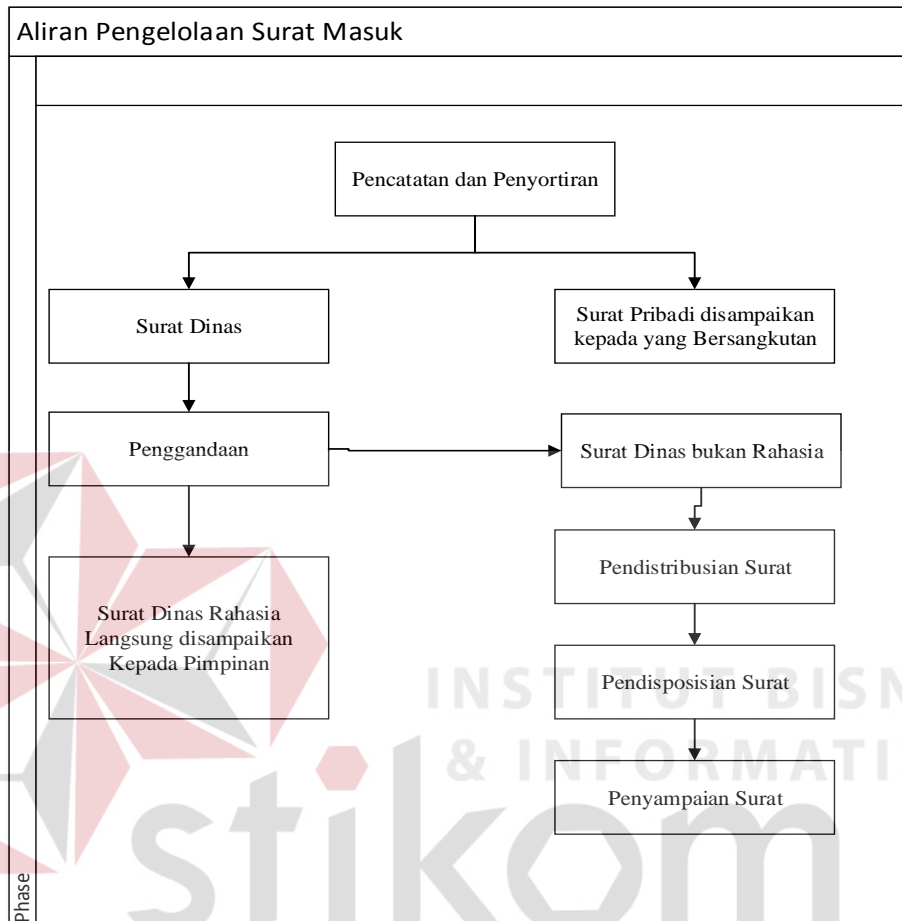 Aliran Pengelolaan Surat Masuk
Pencatatan dan Penyortiran
Surat Dinas
Surat Pribadi disampaikan
kepada yang Bersangkutan
Penggandaan
Surat Dinas bukan Rahasia
Pendistribusian Surat
Surat Dinas Rahasia
Langsung disampaikan
Kepada Pimpinan
Pendisposisian Surat
Penyampaian Surat
INSTITUT BISN
& INFORMATI
stikom
Phase